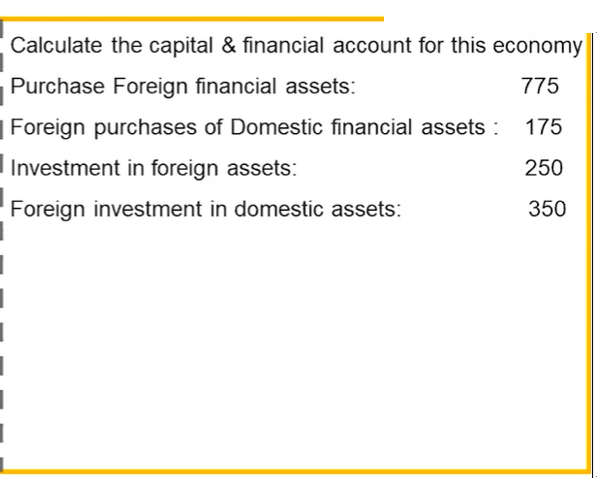 Calculate the capital & financial account for this economy
Purchase Foreign financial assets: 775
Foreign purchases of Domestic financial assets : 175
Investment in foreign assets: 250
Foreign investment in domestic assets: 350